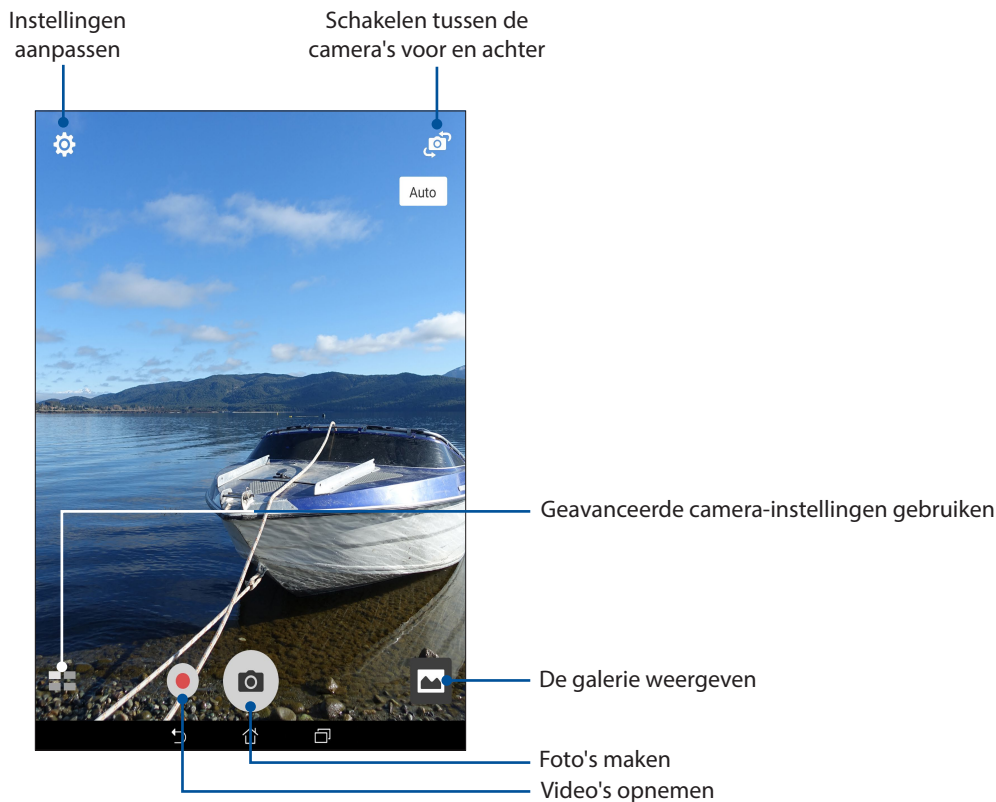 Instellingen
aanpassen
Schakelen tussen de
camera's voor en achter
Auto
Geavanceerde camera-instellingen gebruiken
De galerie weergeven
Foto's maken
Video's opnemen